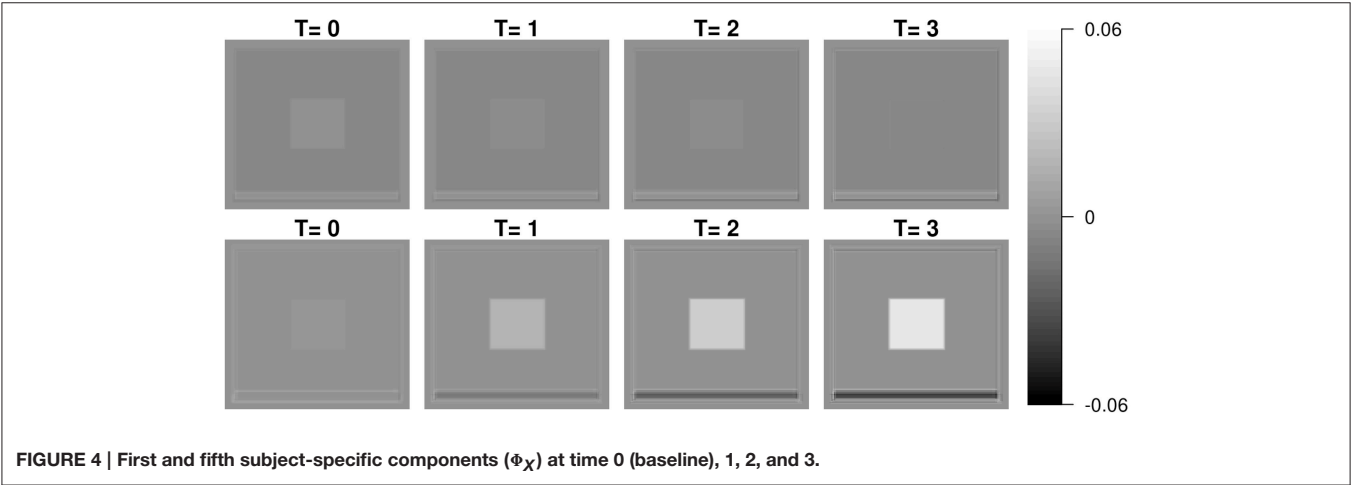 T= 0 T= 1 T= 2 T= 3
0.06
0
-0.06
T= 0 T= 1 T= 2 T= 3
FIGURE 4 | First and fifth subject-specific components (ΦX) at time 0 (baseline), 1, 2, and 3.